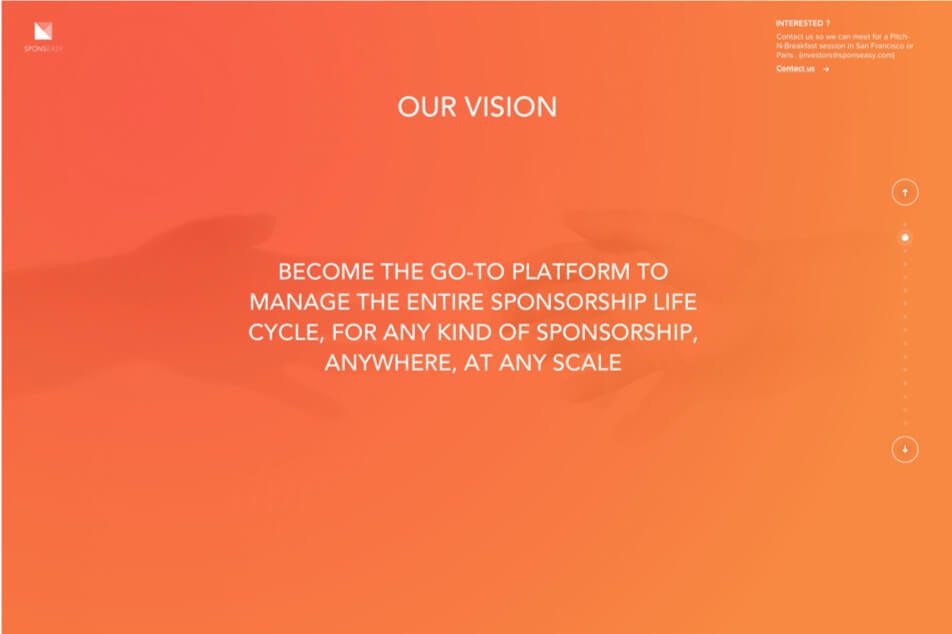 SPONSEASY
INTERESTED ?
Contact us so we can meet for a Pitch-
N-Breakfast session in San Francisco or
Paris . (investors@sponseasy.com)
Contact us
OUR VISION
BECOME THE GO-TO PLATFORM TO
MANAGE THE ENTIRE SPONSORSHIP LIFE
CYCLE, FOR ANY KIND OF SPONSORSHIP,
ANYWHERE, AT ANY SCALE